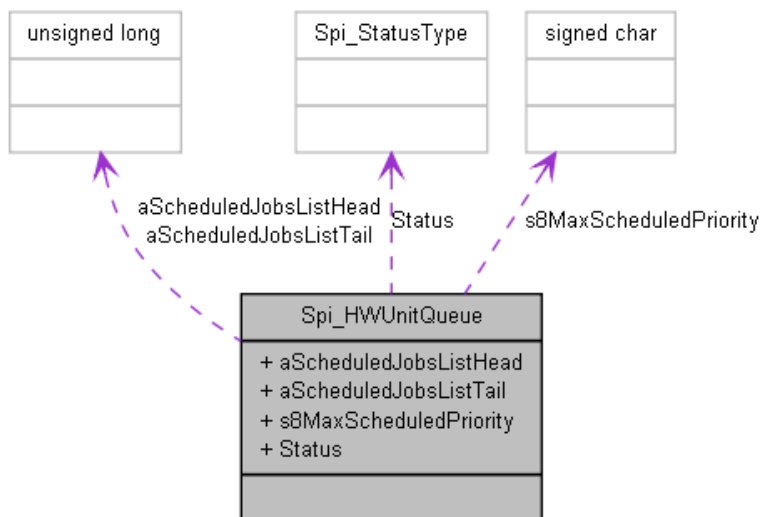 unsigned long
Spi_StatusType
signed char
aScheduledJobsListHead
aScheduledJobsListTail
Status
s8MaxScheduledPriority
Spi_HWUnitQueue
+ aScheduledJobsListHead
+ aScheduledJobsListTail
+ s8MaxScheduledPriority
+ Status